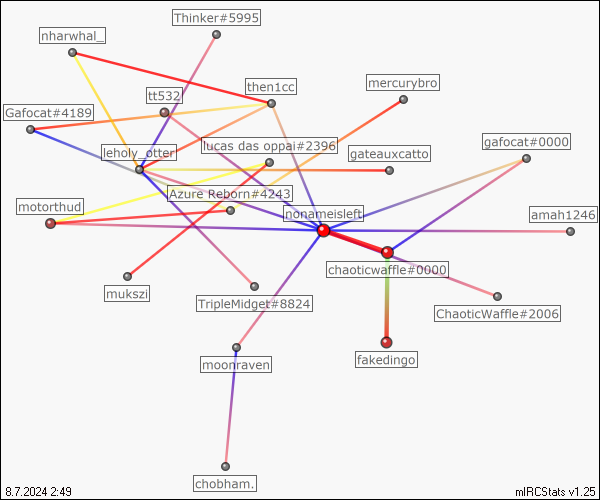 Thinker#5995
nharwhal_
then1cc
mercurybro
tt532
Gafocat#4189
gafocat#0000
lucas das oppai#2396
leholy_otter
gateauxcatto
Azure Reborn#4243
motorthud
nonameisleft
amah1246
chaoticwaffle#0000
mukszi
TripleMidget#8824
ChaoticWaffle#2006
fakedingo
moonraven
chobham.
8.7.2024 2:49
mIRCStats v1.25